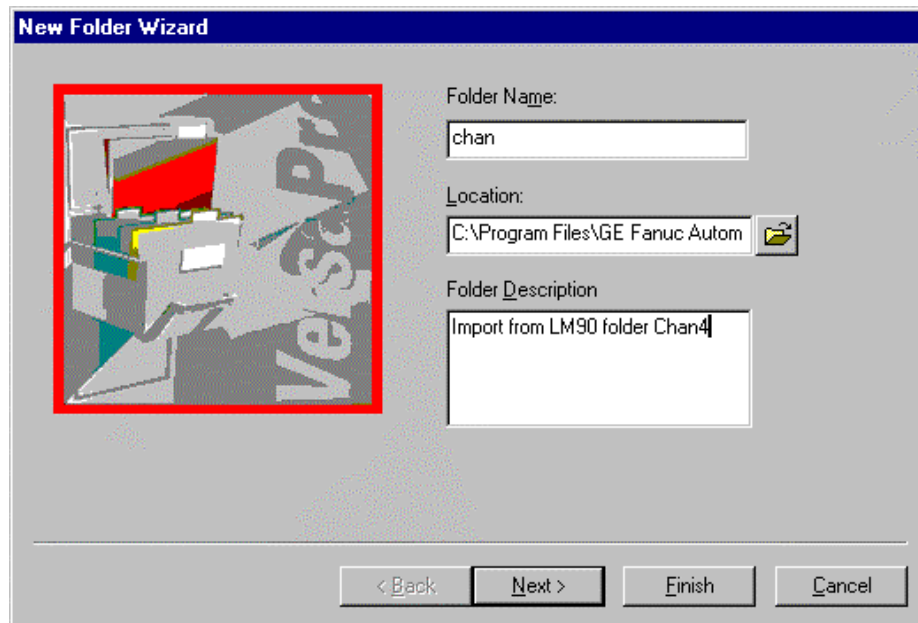 New Folder Wizard
VersaPro
Folder Name:
chan
Location:
C:\Program Files\GE Fanuc Autom
Folder Description
Import from LM90 folder Chan4
< Back
Next >
Finish
Cancel